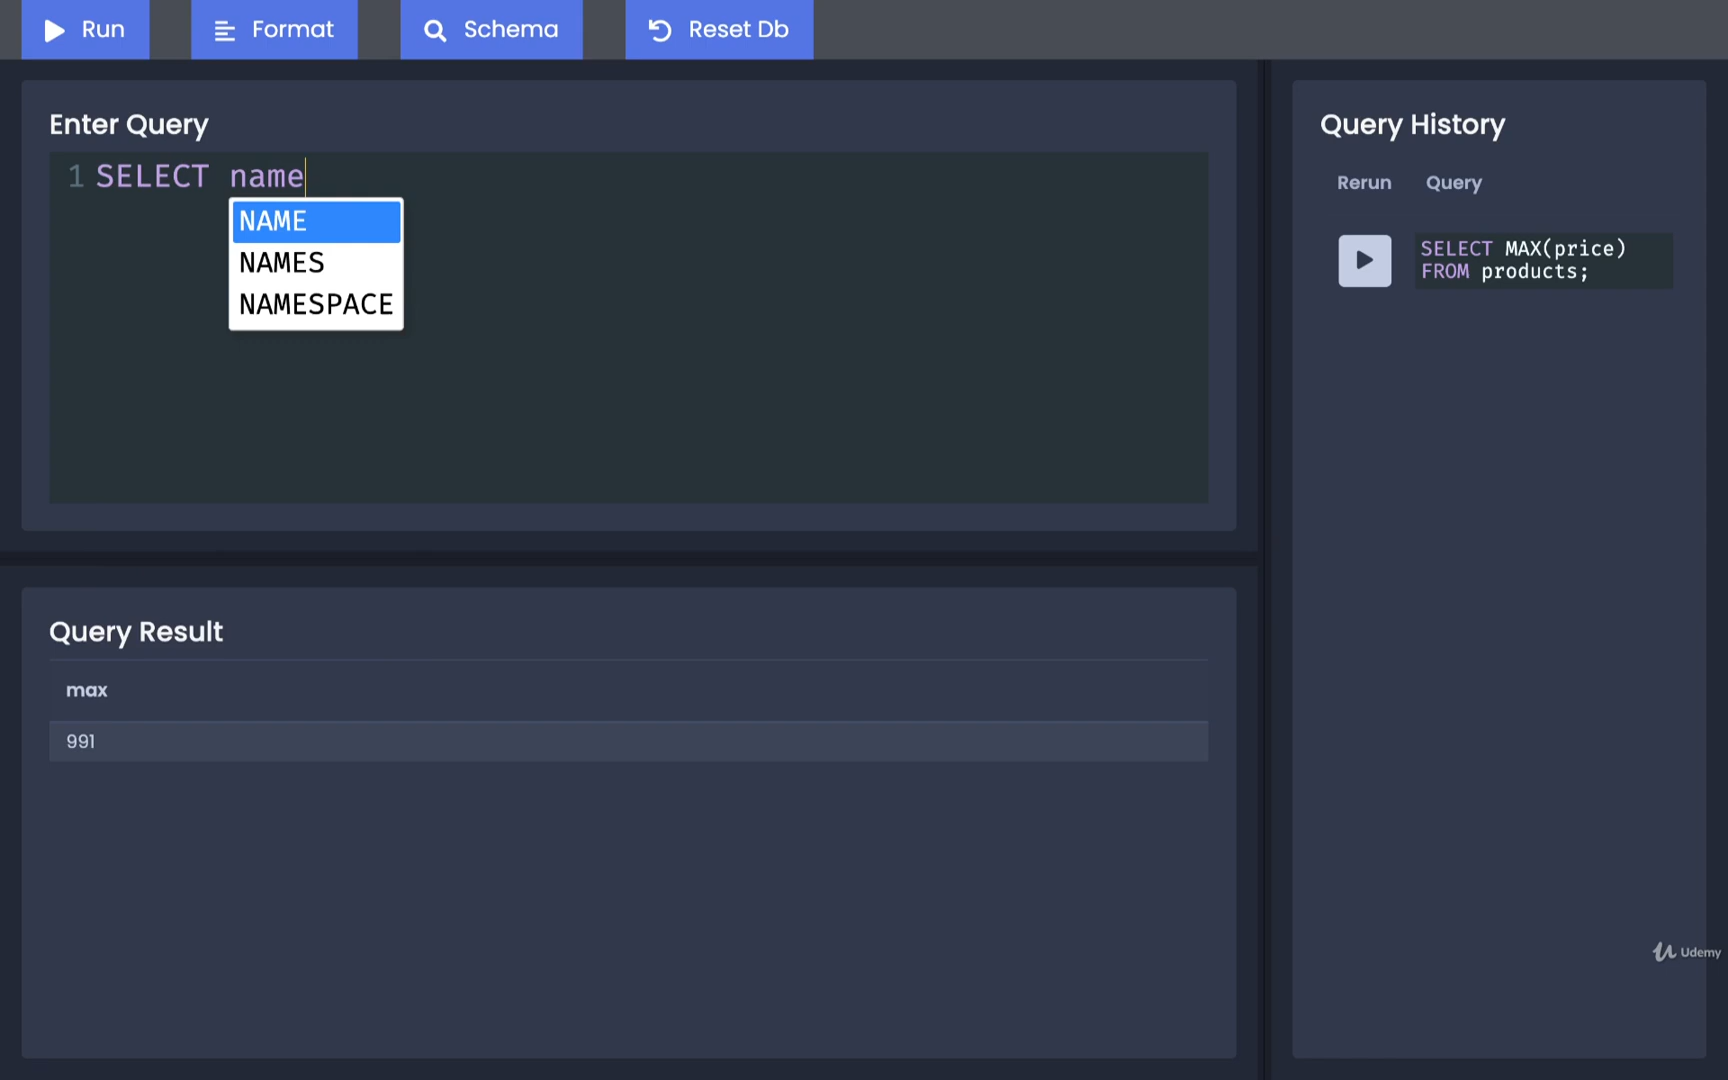 Run
Format
Schema
Reset Db
Enter Query
1 SELECT name
NAME
NAMES
NAMESPACE
Query Result
max
991
Query History
Rerun Query
SELECT MAX(price)
FROM products;
Udemy